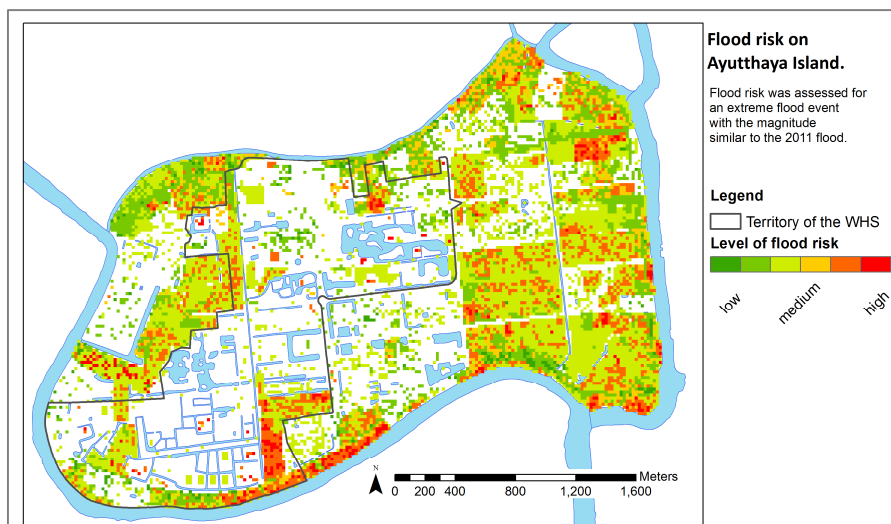 Flood risk on
Ayutthaya Island.
Flood risk was assessed for
an extreme flood event
with the magnitude
similar to the 2011 flood.
Legend
Territory of the WHS
Level of flood risk
low
medium
high
N
Meters
0 200 400 800 1,200 1,600